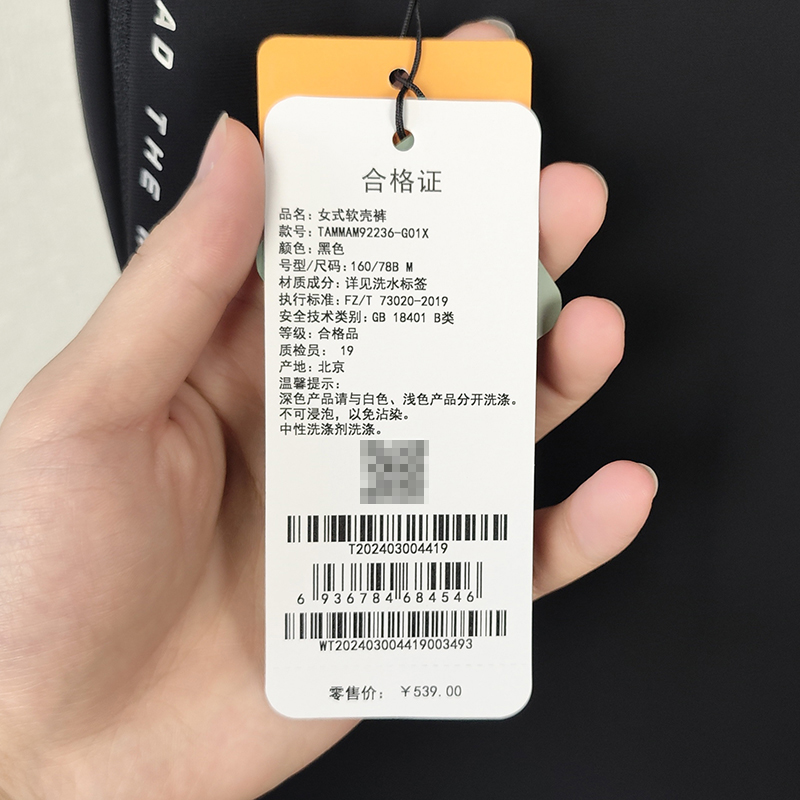 AD THE
合格证
品名：女式软壳裤
款号：TAMMAM92236-G01X
颜色：黑色
号型/尺码：160/78B M
材质成分：详见洗水标签
执行标准：FZ/T 73020-2019
安全技术类别：GB 18401 B类
等级：合格品
质检员： 19
产地：北京
温馨提示：
深色产品请与白色、浅色产品分开洗涤。
不可浸泡，以免沾染。
中性洗涤剂洗涤。
T202403004419
6 936784 684546
WT202403004419003493
零售价： ￥539.00